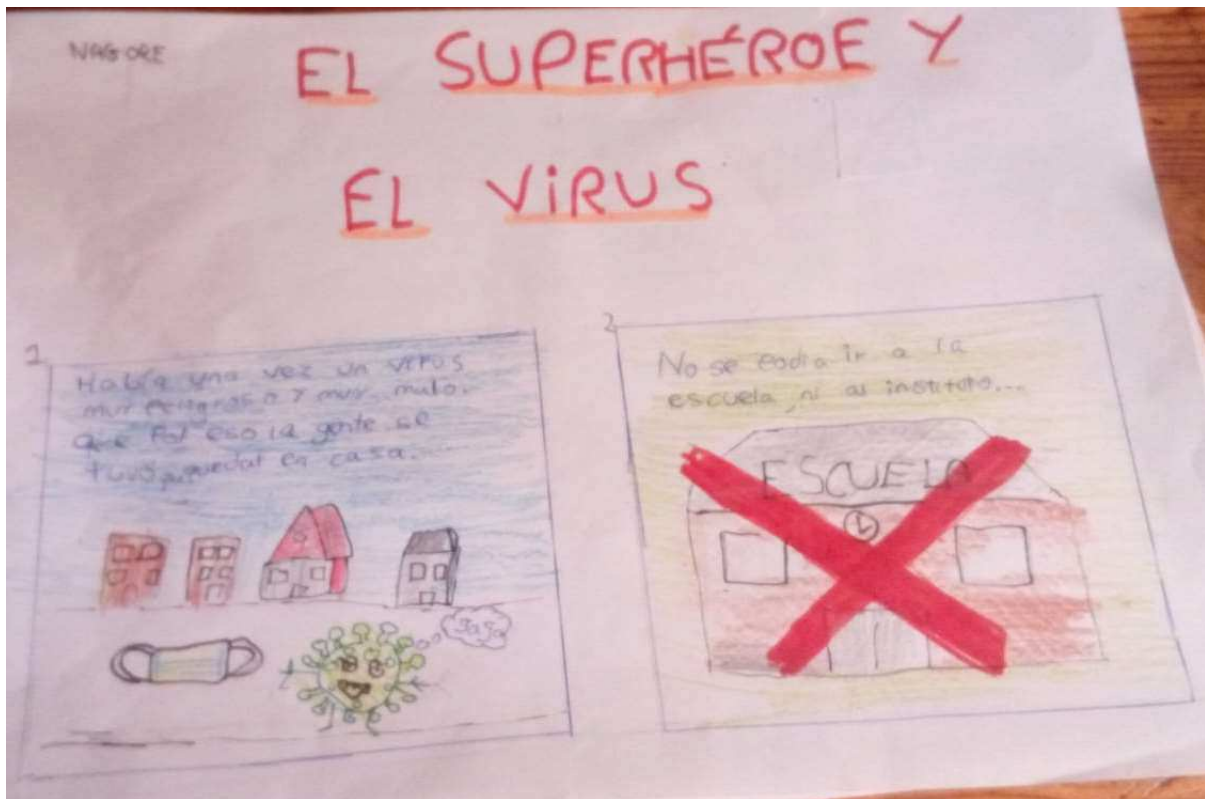 NAGORE
EL SUPERHÉROE Y
EL VIRUS
1
Había una vez un virus
muy peligroso y muy malo.
que Por eso la gente se
tuvo que quedar en casa...
JaJa
2
No se podia ir a la
escuela, ni al instituto...
ESCUELA